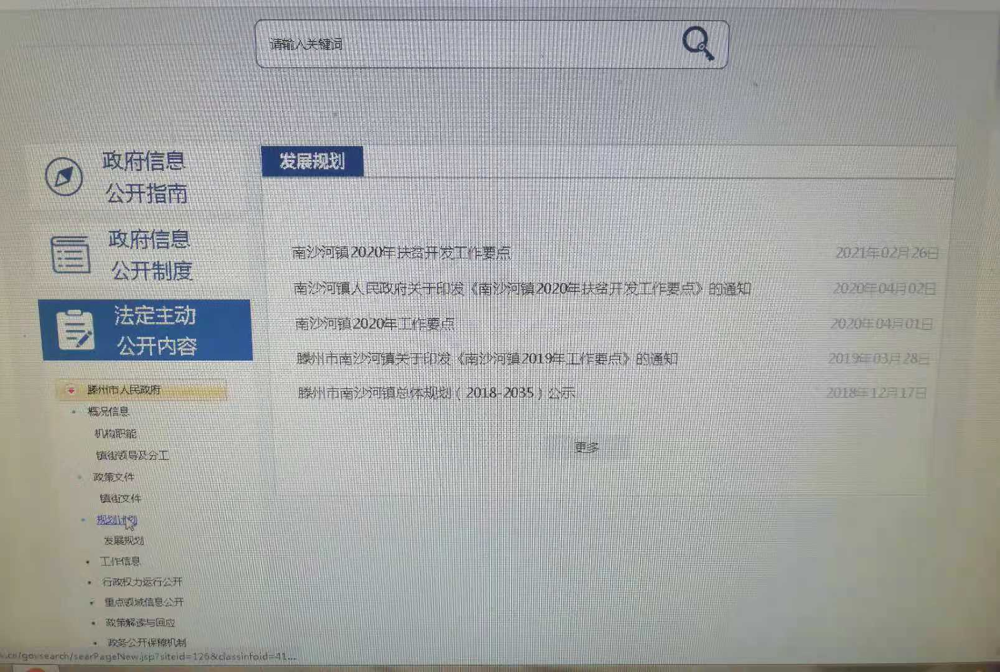 请输入关键词
政府信息
公开指南
政府信息
公开制度
法定主动
公开内容
滕州市人民政府
概况信息
机构职能
镇街领导及分工
政策文件
镇街文件
规划计划
发展规划
工作信息
行政权力运行公开
重点领域信息公开
政策解读与回应
政务公开保障机制
发展规划
南沙河镇2020年扶贫开发工作要点 2021年02月26日
南沙河镇人民政府关于印发《南沙河镇2020年扶贫开发工作要点》的通知 2020年04月02日
南沙河镇2020年工作要点 2020年04月01日
滕州市南沙河镇关于印发《南沙河镇2019年工作要点》的通知 2019年03月28日
滕州市南沙河镇总体规划（2018-2035）公示 2018年12月17日
更多
v.cn/govsearch/searPageNew.jsp?siteid=126&classinfoid=41...